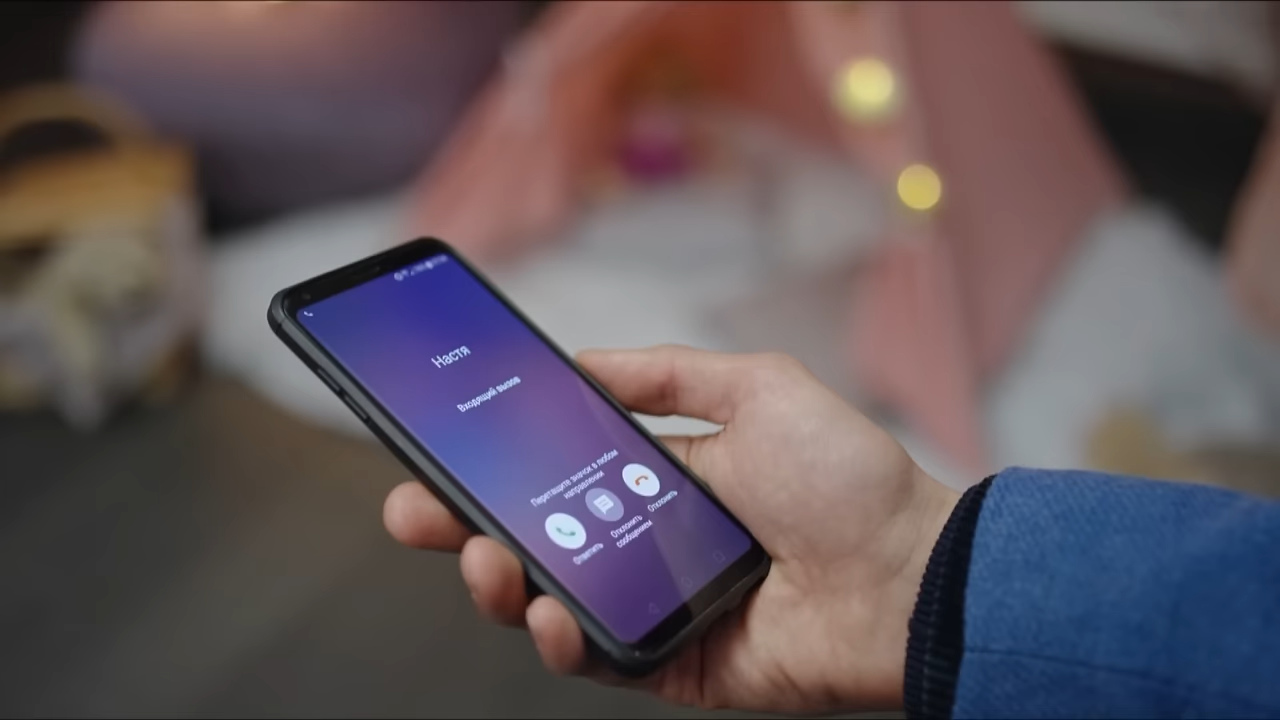 Настя
Входящий вызов
Перетащите значок в любом
направлении
Ответить
Отклонить
сообщением
Отклонить